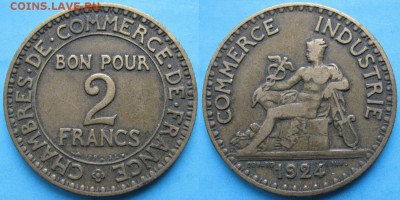 COINS.LAVE.RU
CHAMBRES · DE · COMMERCE · DE · FRANCE
BON POUR
2
FRANCS
COMMERCE INDUSTRIE
1924